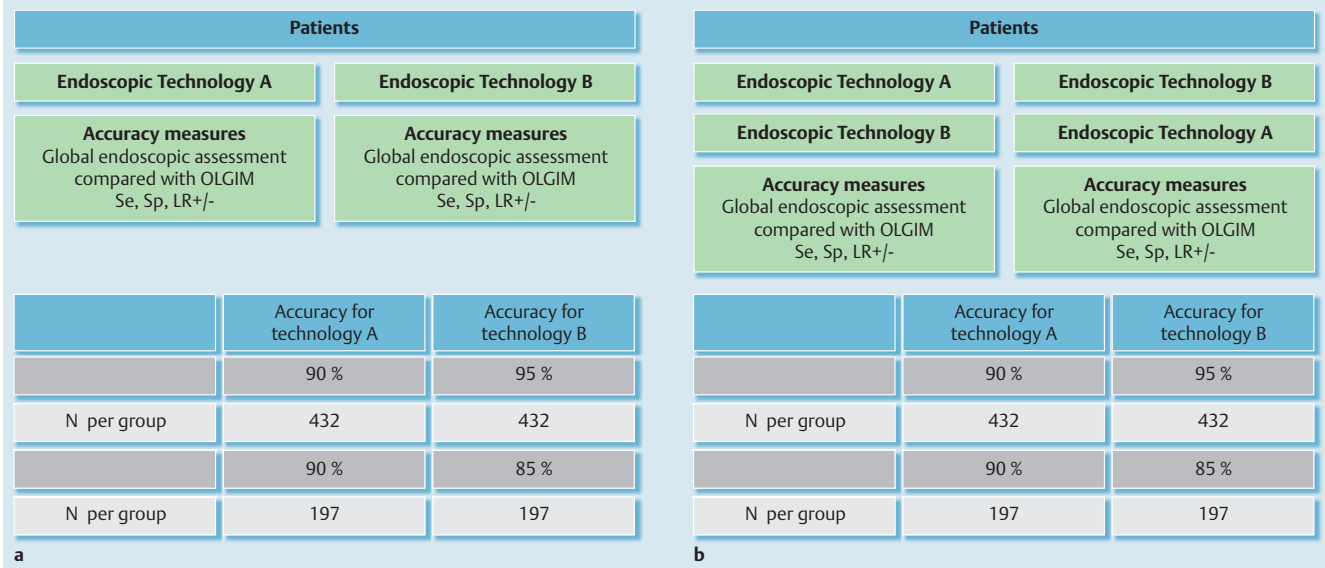 Patients
Endoscopic Technology A
Endoscopic Technology B
Accuracy measures
Global endoscopic assessment
compared with OLGIM
Se, Sp, LR+/-
Accuracy measures
Global endoscopic assessment
compared with OLGIM
Se, Sp, LR+/-
Accuracy for
technology A
Accuracy for
technology B
90 % 95 %
N per group 432 432
90 % 85 %
N per group 197 197
a
Patients
Endoscopic Technology A
Endoscopic Technology B
Endoscopic Technology B
Endoscopic Technology A
Accuracy measures
Global endoscopic assessment
compared with OLGIM
Se, Sp, LR+/-
Accuracy measures
Global endoscopic assessment
compared with OLGIM
Se, Sp, LR+/-
Accuracy for
technology A
Accuracy for
technology B
90 % 95 %
N per group 432 432
90 % 85 %
N per group 197 197
b